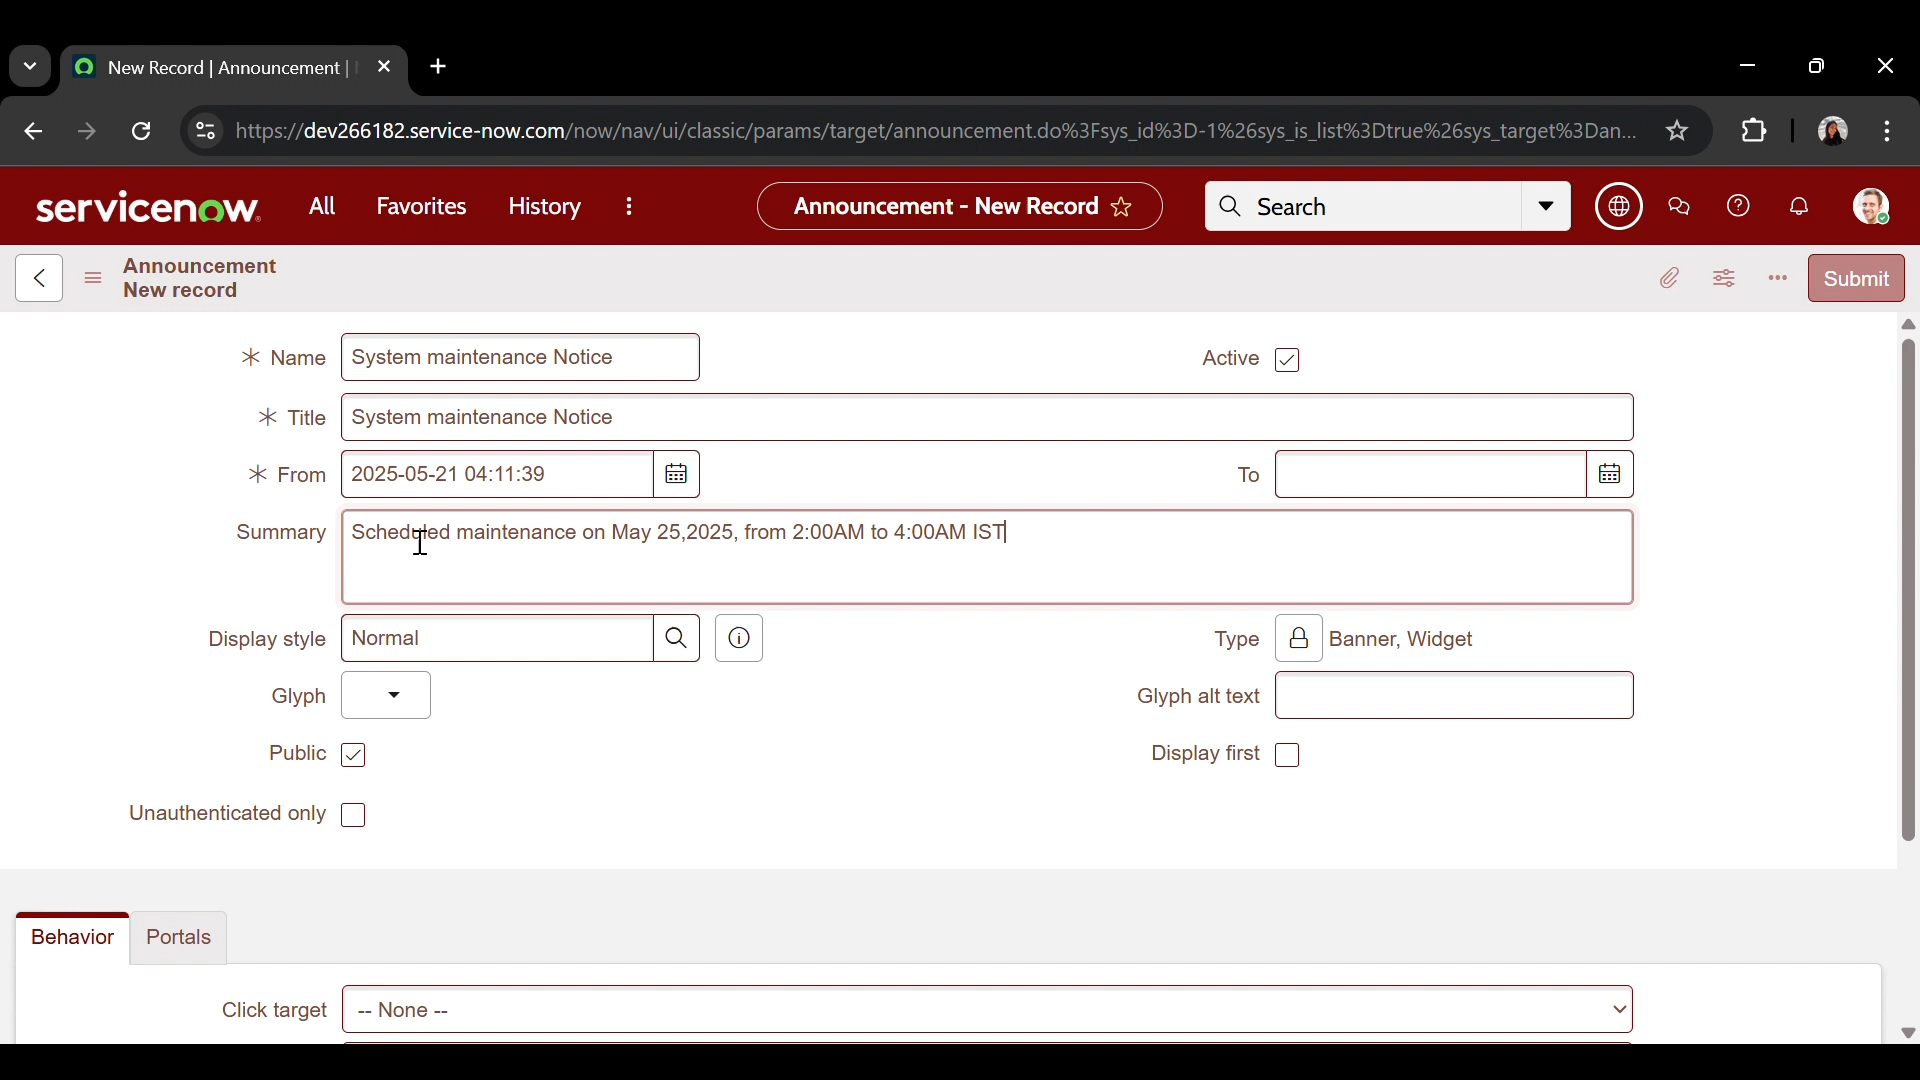 New Record | Announcement |
https://dev266182.service-now.com/now/nav/ui/classic/params/target/announcement.do%3Fsys_id%3D-1%26sys_is_list%3Dtrue%26sys_target%3Dan...
servicenow All Favorites History Announcement - New Record Search
Announcement
New record
Submit
* Name System maintenance Notice Active
* Title System maintenance Notice
* From 2025-05-21 04:11:39 To
Summary Scheduled maintenance on May 25,2025, from 2:00AM to 4:00AM IST
Display style Normal Type Banner, Widget
Glyph Glyph alt text
Public Display first
Unauthenticated only
Behavior Portals
Click target -- None --